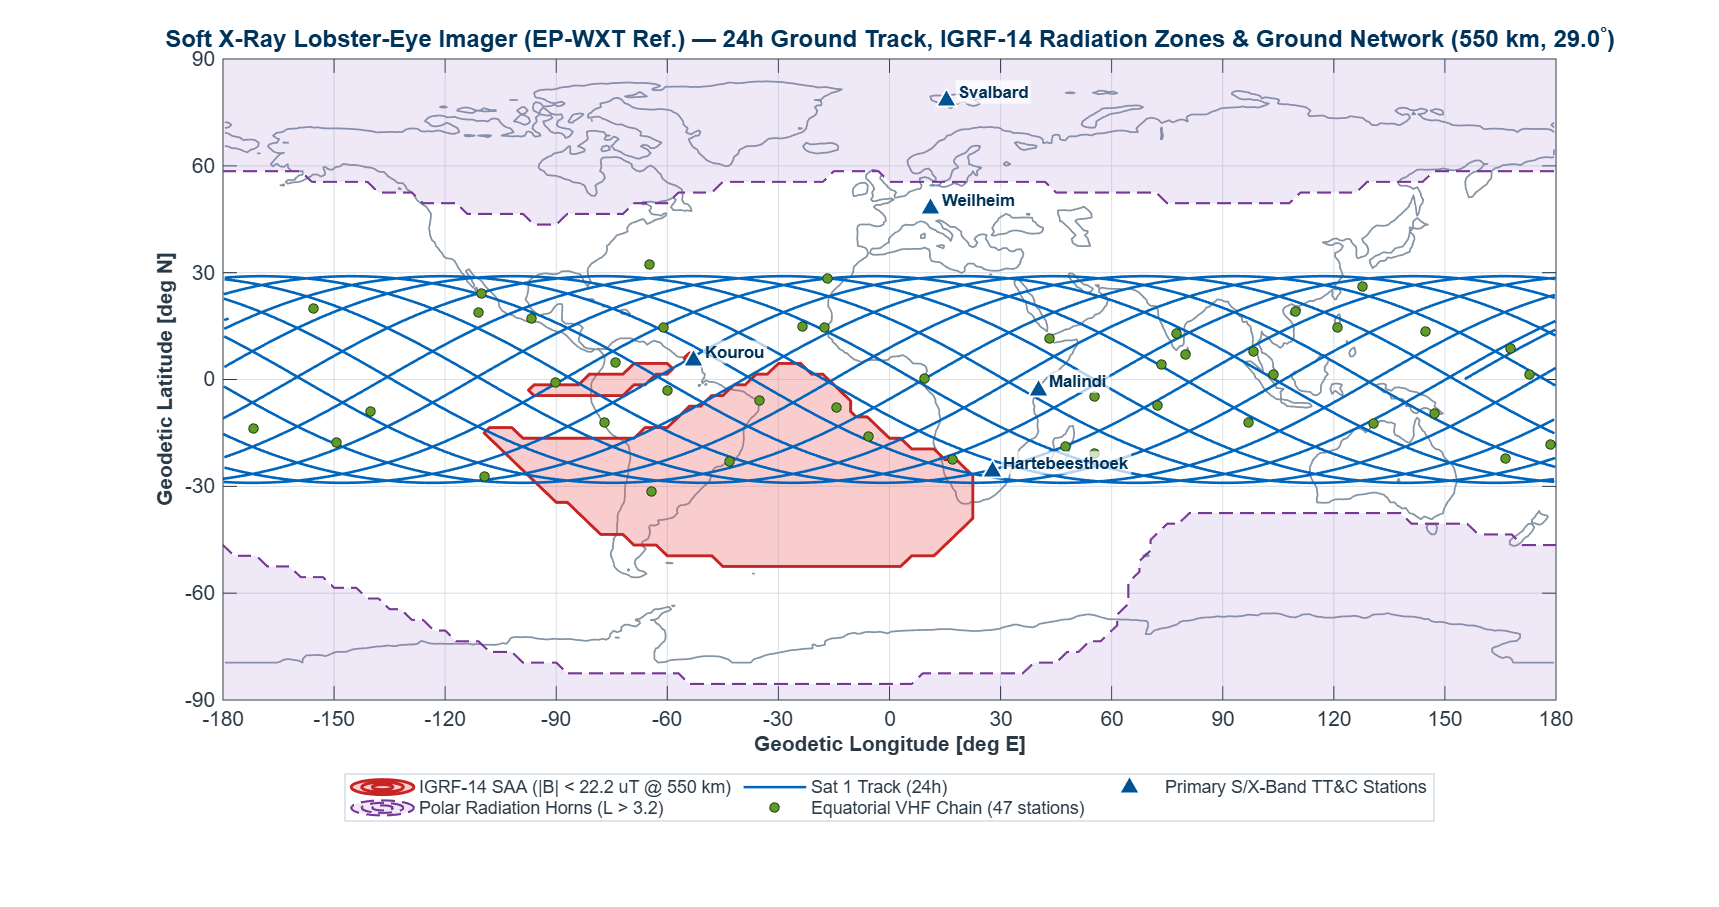 Soft X-Ray Lobster-Eye Imager (EP-WXT Ref.) — 24h Ground Track, IGRF-14 Radiation Zones & Ground Network (550 km, 29.0°)
Geodetic Latitude [deg N]
90
60
30
0
-30
-60
-90
Svalbard
Weilheim
Kourou
Malindi
Hartebeesthoek
-180 -150 -120 -90 -60 -30 0 30 60 90 120 150 180
Geodetic Longitude [deg E]
IGRF-14 SAA (|B| < 22.2 uT @ 550 km) Sat 1 Track (24h) Primary S/X-Band TT&C Stations
Polar Radiation Horns (L > 3.2) Equatorial VHF Chain (47 stations)